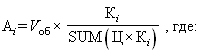 Aᵢ = Vоб × Кᵢ / SUM(Ц × Кᵢ) , где: